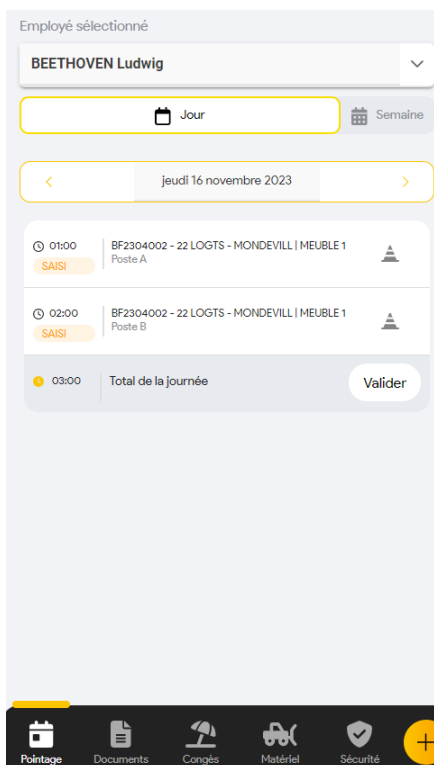 Employé sélectionné
BEETHOVEN Ludwig
Jour
Semaine
jeudi 16 novembre 2023
01:00
BF2304002 - 22 LOGTS - MONDEVILL | MEUBLE 1
SAISI
Poste A
02:00
BF2304002 - 22 LOGTS - MONDEVILL | MEUBLE 1
SAISI
Poste B
03:00
Total de la journée
Valider
Pointage
Documents
Congès
Matériel
Sécurité